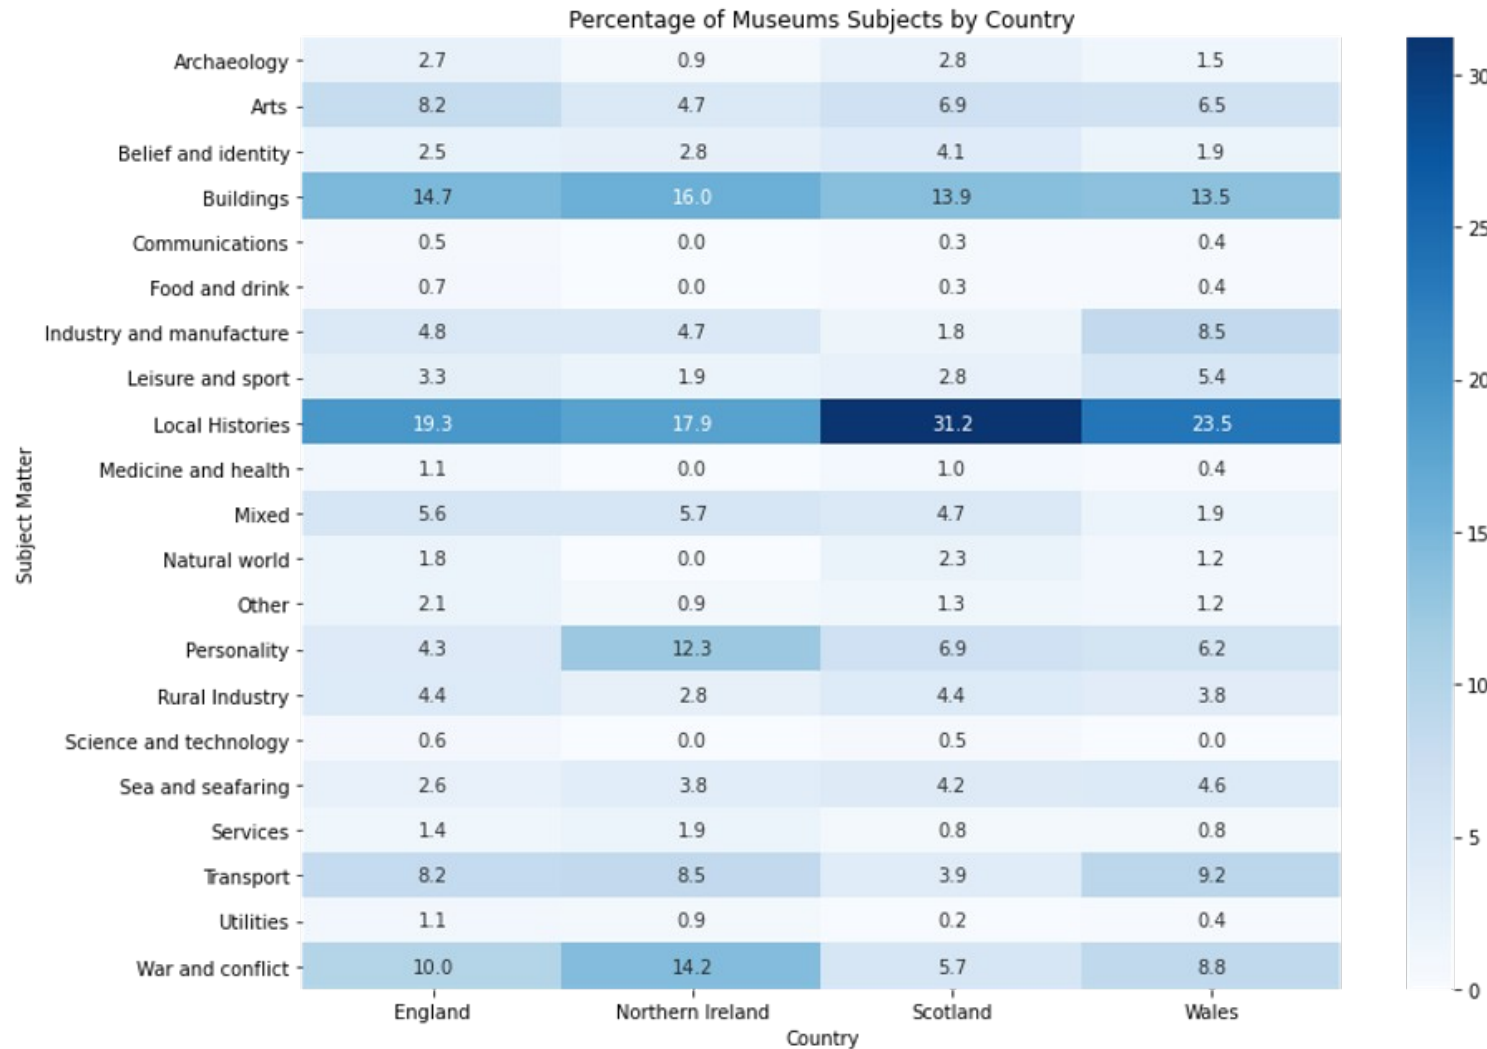 Percentage of Museums Subjects by Country
Archaeology 2.7 0.9 2.8 1.5
Arts 8.2 4.7 6.9 6.5
Belief and identity 2.5 2.8 4.1 1.9
Buildings 14.7 16.0 13.9 13.5
Communications 0.5 0.0 0.3 0.4
Food and drink 0.7 0.0 0.3 0.4
Industry and manufacture 4.8 4.7 1.8 8.5
Leisure and sport 3.3 1.9 2.8 5.4
Local Histories 19.3 17.9 31.2 23.5
Medicine and health 1.1 0.0 1.0 0.4
Mixed 5.6 5.7 4.7 1.9
Natural world 1.8 0.0 2.3 1.2
Other 2.1 0.9 1.3 1.2
Personality 4.3 12.3 6.9 6.2
Rural Industry 4.4 2.8 4.4 3.8
Science and technology 0.6 0.0 0.5 0.0
Sea and seafaring 2.6 3.8 4.2 4.6
Services 1.4 1.9 0.8 0.8
Transport 8.2 8.5 3.9 9.2
Utilities 1.1 0.9 0.2 0.4
War and conflict 10.0 14.2 5.7 8.8
England Northern Ireland Scotland Wales
Country
Subject Matter
30
25
20
15
10
5
0